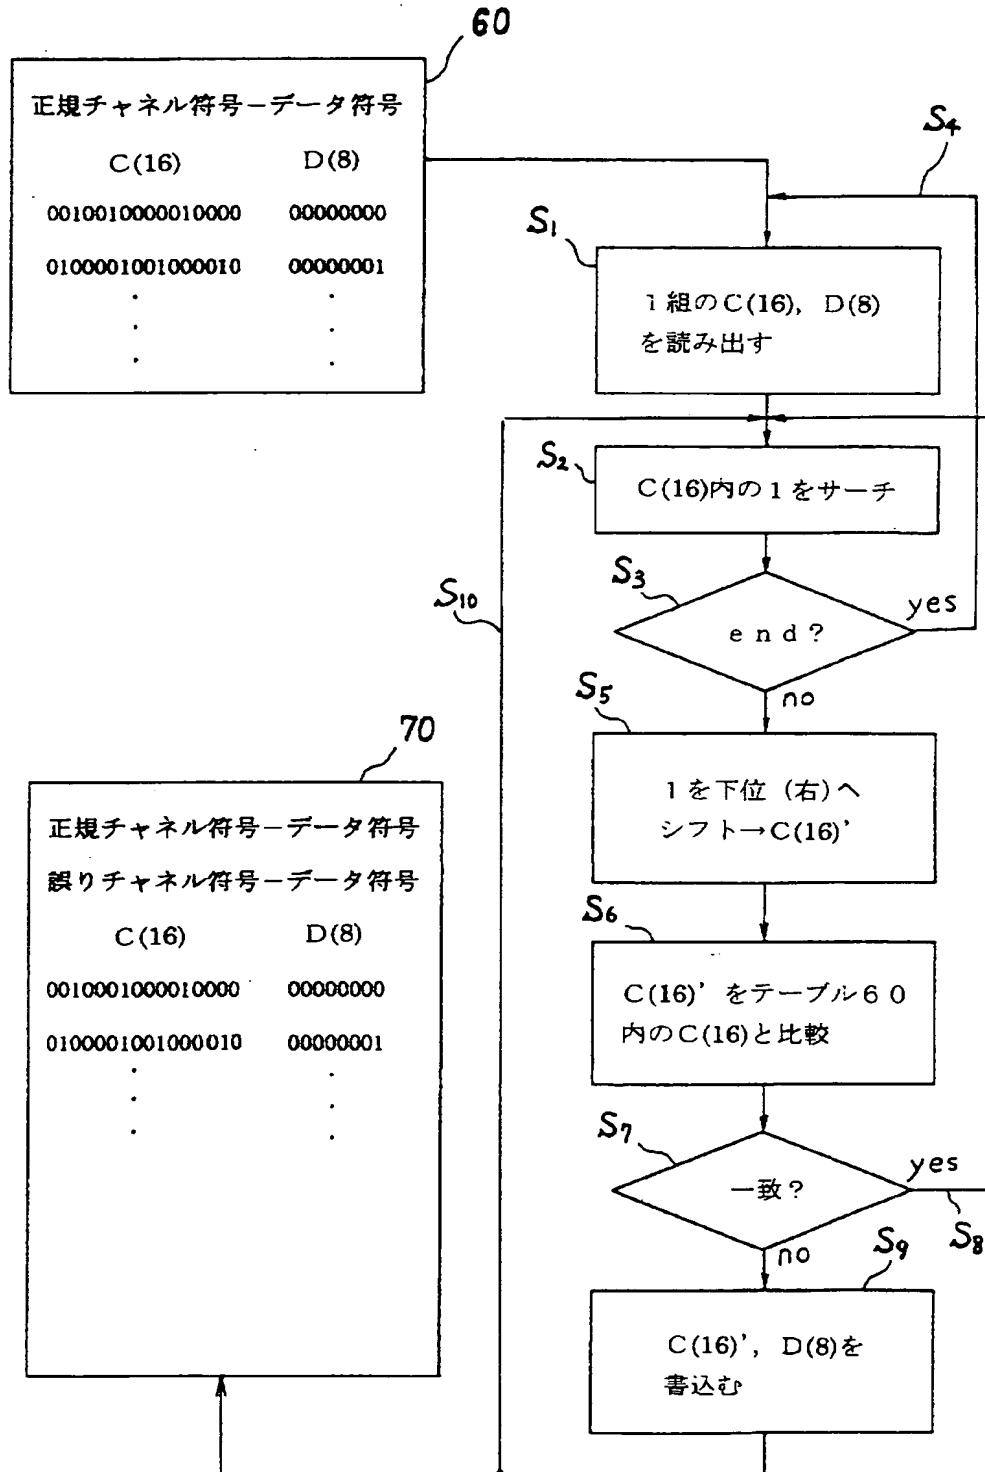 60
正規チャネル符号－データ符号
C(16) D(8)
0010010000010000 00000000
0100001001000010 00000001
S4
S1
1組のC(16), D(8)
を読み出す
S2
C(16)内の1をサーチ
S3
end?
yes
no
S10
S5
1を下位（右）へ
シフト→C(16)'
70
正規チャネル符号－データ符号
誤りチャネル符号－データ符号
C(16) D(8)
0010001000010000 00000000
0100001001000010 00000001
S6
C(16)'をテーブル60
内のC(16)と比較
S7
一致?
yes
S8
no
S9
C(16)', D(8)を
書込む